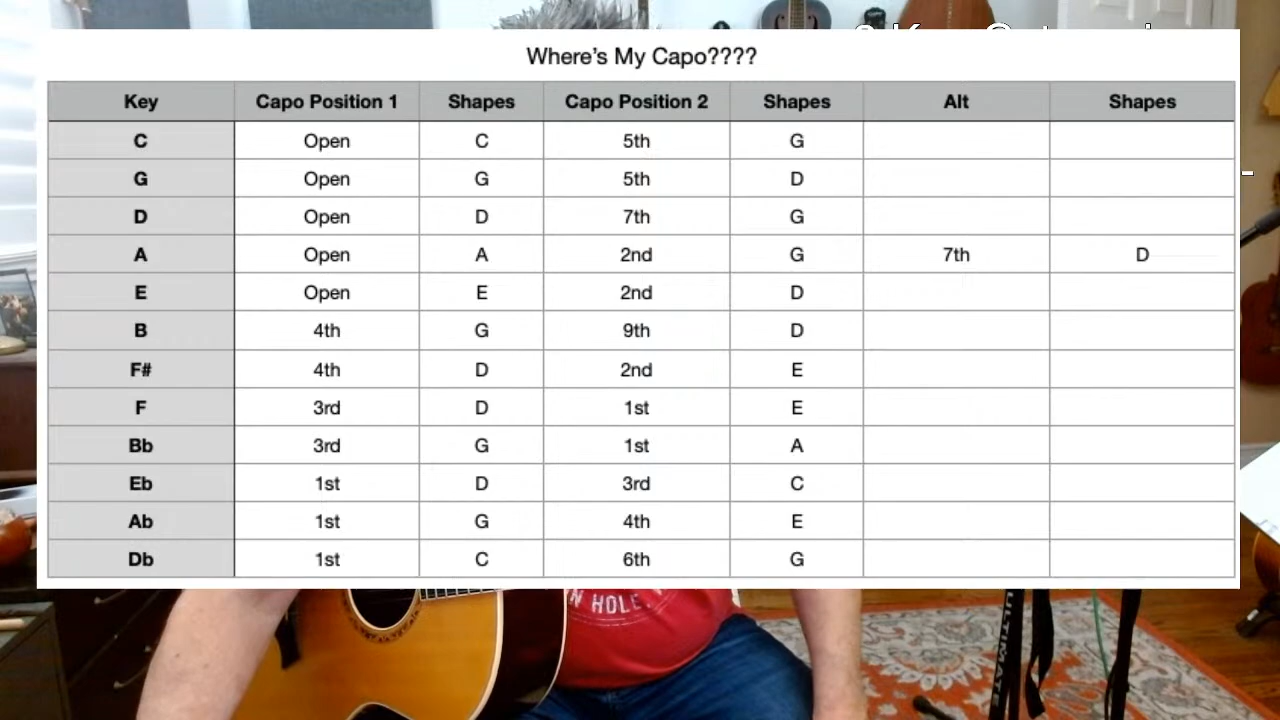 Where's My Capo????
Key Capo Position 1 Shapes Capo Position 2 Shapes Alt Shapes
C Open C 5th G
G Open G 5th D
D Open D 7th G
A Open A 2nd G 7th D
E Open E 2nd D
B 4th G 9th D
F# 4th D 2nd E
F 3rd D 1st E
Bb 3rd G 1st A
Eb 1st D 3rd C
Ab 1st G 4th E
Db 1st C 6th G
N HOLE
ULTIMATE